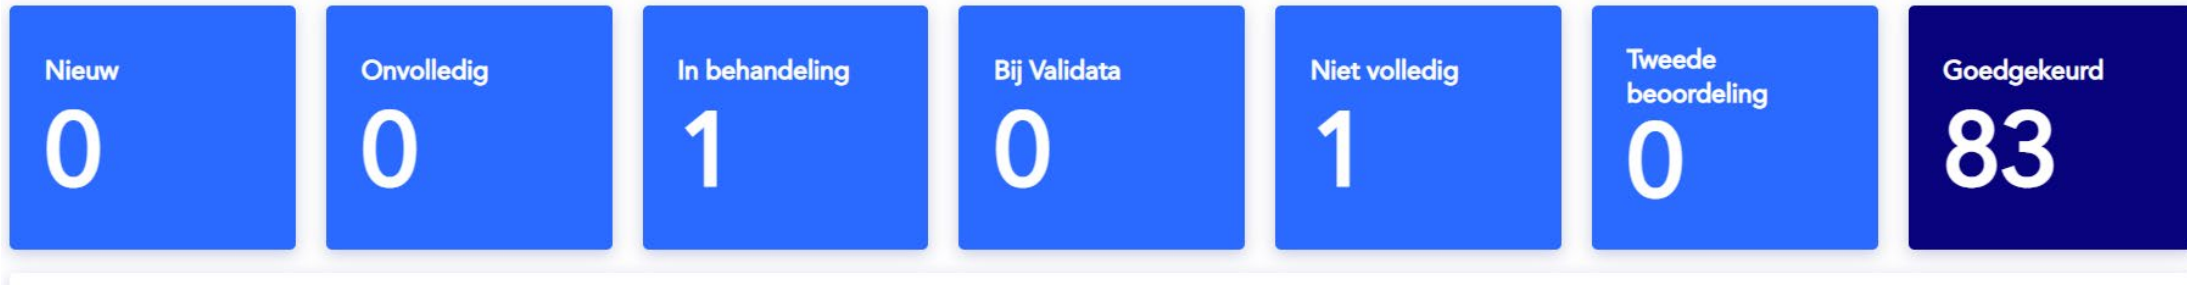 Nieuw
0
Onvolledig
0
In behandeling
1
Bij Validata
0
Niet volledig
1
Tweede
beoordeling
0
Goedgekeurd
83